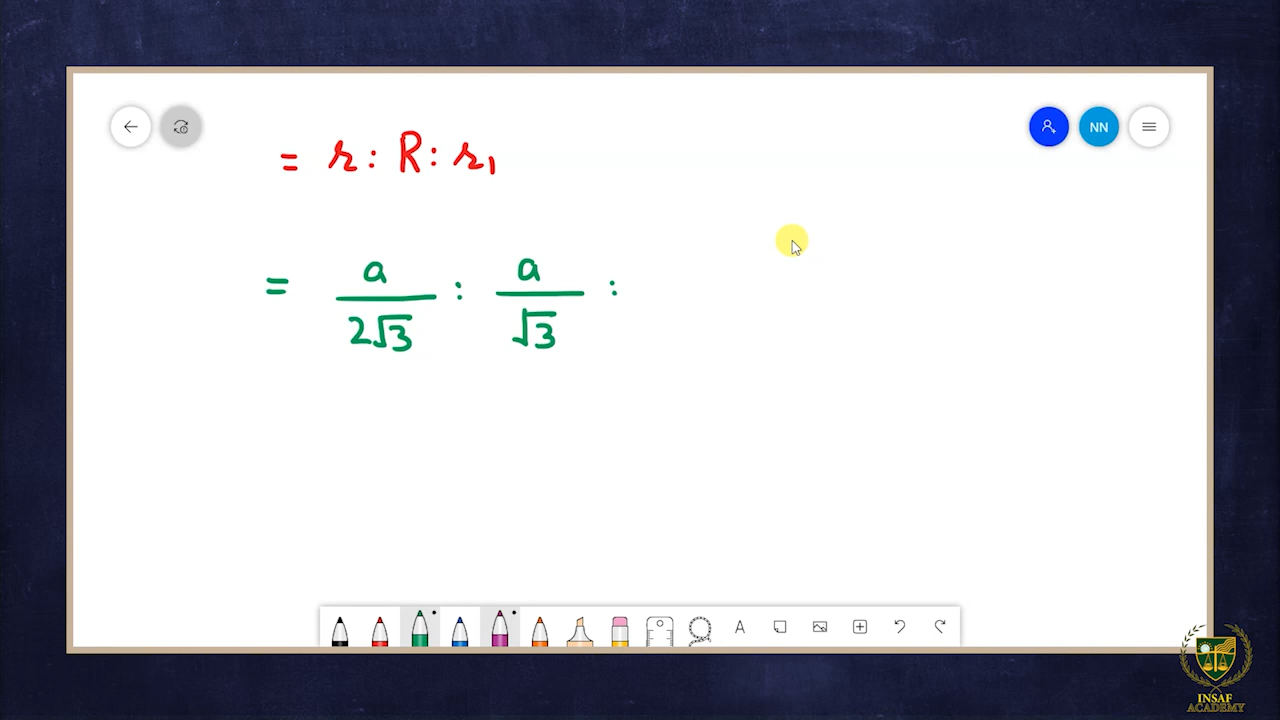 NN
= r : R : r₁
= a/2√3 : a/√3 :
A
INSAF
ACADEMY